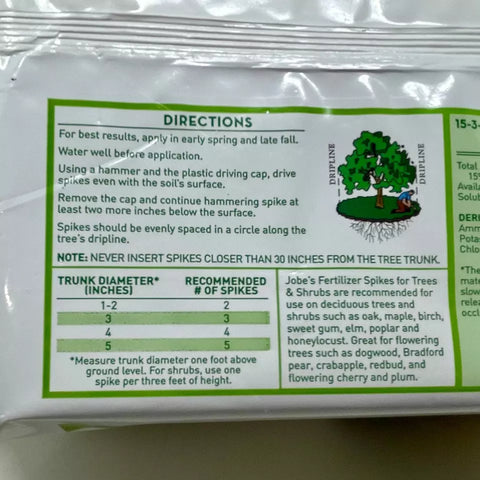 DIRECTIONS
For best results, apply in early spring and late fall.
Water well before application.
Using a hammer and the plastic driving cap, drive
spikes even with the soil's surface.
Remove the cap and continue hammering spike at
least two more inches below the surface.
Spikes should be evenly spaced in a circle along the
tree's dripline.
DRIPLINE
DRIPLINE
NOTE: NEVER INSERT SPIKES CLOSER THAN 30 INCHES FROM THE TREE TRUNK.
TRUNK DIAMETER* RECOMMENDED
(INCHES) # OF SPIKES
1-2 2
3 3
4 4
5 5
*Measure trunk diameter one foot above
ground level. For shrubs, use one
spike per three feet of height.
Jobe's Fertilizer Spikes for Trees
& Shrubs are recommended for
use on deciduous trees and
shrubs such as oak, maple, birch,
sweet gum, elm, poplar and
honeylocust. Great for flowering
trees such as dogwood, Bradford
pear, crabapple, redbud, and
flowering cherry and plum.
15-3-
Total
15%
Availa
Solub
DERI
Amm
Potas
Chlo
*The
mate
slow
relea
occl